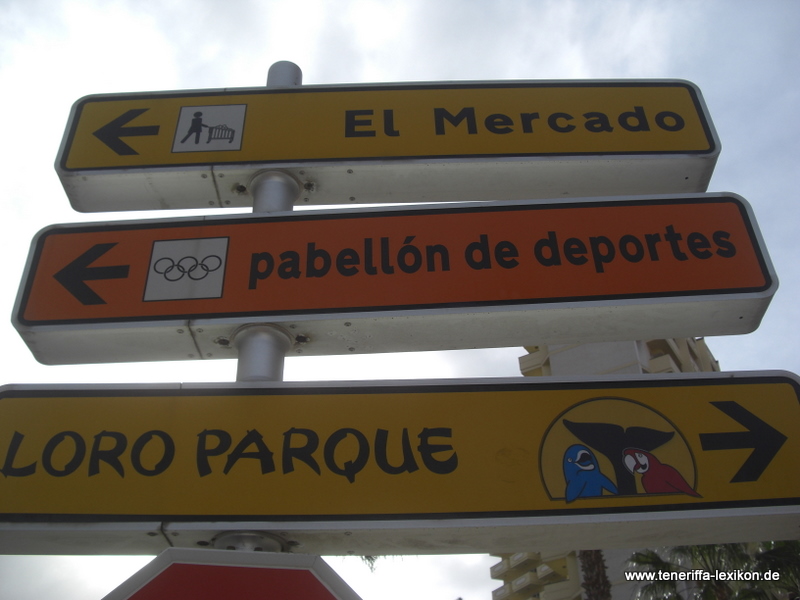 El Mercado
pabellón de deportes
LORO PARQUE
www.teneriffa-lexikon.de